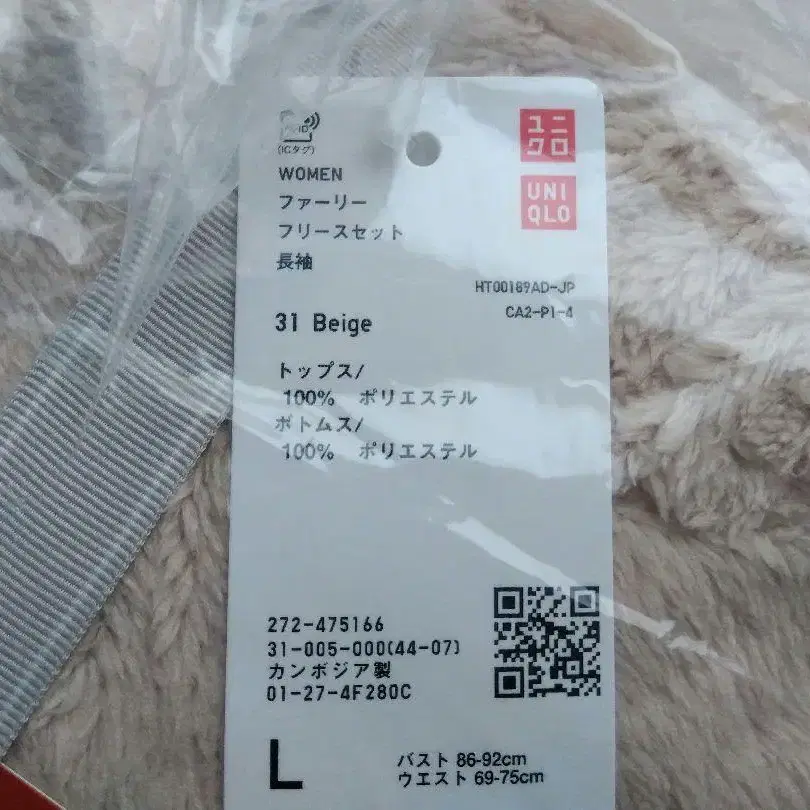 (ICタグ)
ユニ
クロ
UNI
QLO
WOMEN
ファーリー
フリースセット
長袖
HT00189AD-JP
CA2-P1-4
31 Beige
トップス/
100% ポリエステル
ボトムス/
100% ポリエステル
272-475166
31-005-000(44-07)
カンボジア製
01-27-4F280C
L
バスト 86-92cm
ウエスト 69-75cm